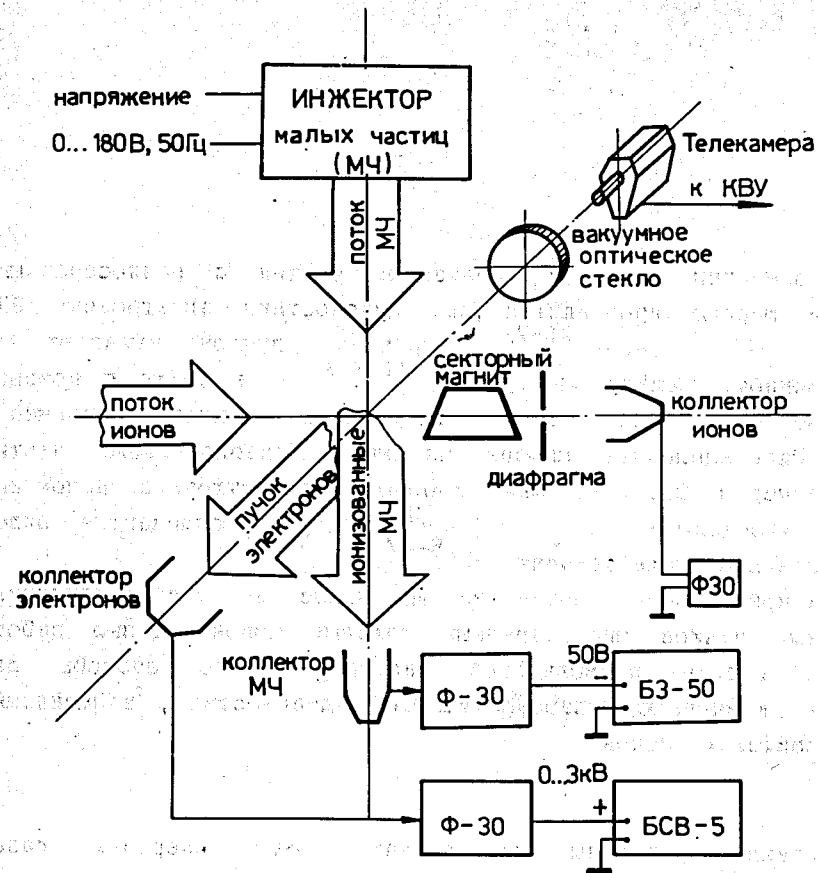 напряжение
0...180В, 50Гц
ИНЖЕКТОР
малых частиц
(МЧ)
Телекамера
к КВУ
поток
МЧ
вакуумное
оптическое
стекло
секторный
магнит
поток
ионов
коллектор
ионов
диафрагма
пучок
электронов
ионизованные
МЧ
коллектор
электронов
Ф30
коллектор
МЧ
Ф-30
50В
−
БЗ-50
0...3кВ
Ф-30
+
БСВ-5